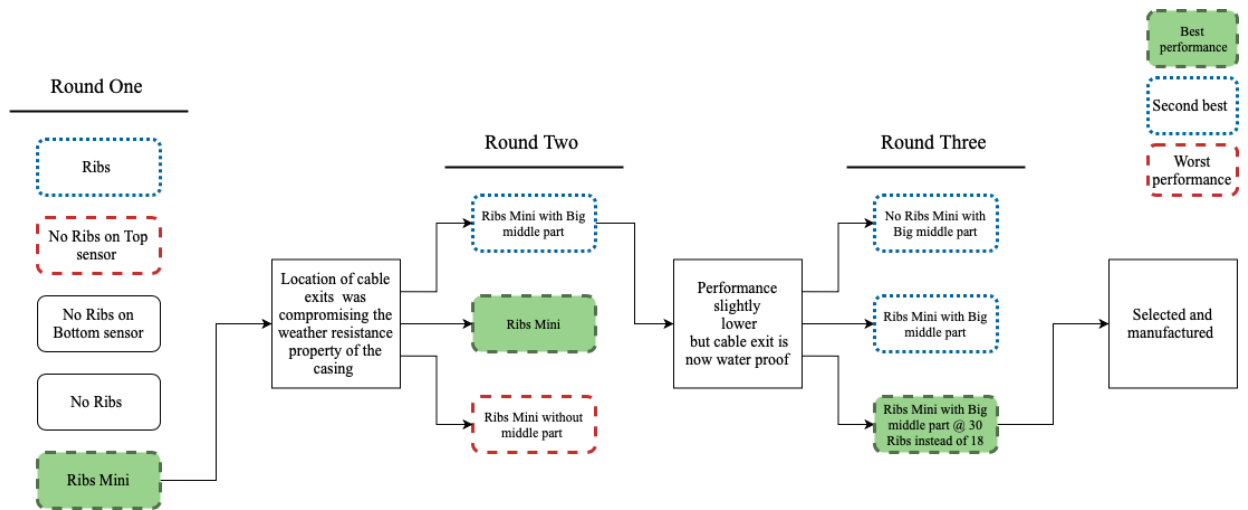 Round One
Ribs
No Ribs on Top
sensor
No Ribs on
Bottom sensor
No Ribs
Ribs Mini
Location of cable
exits was
compromising the
weather resistance
property of the
casing
Round Two
Ribs Mini with Big
middle part
Ribs Mini
Ribs Mini without
middle part
Performance
slightly
lower
but cable exit is
now water proof
Round Three
No Ribs Mini with
Big middle part
Ribs Mini with Big
middle part
Ribs Mini with Big
middle part @ 30
Ribs instead of 18
Selected and
manufactured
Best
performance
Second best
Worst
performance